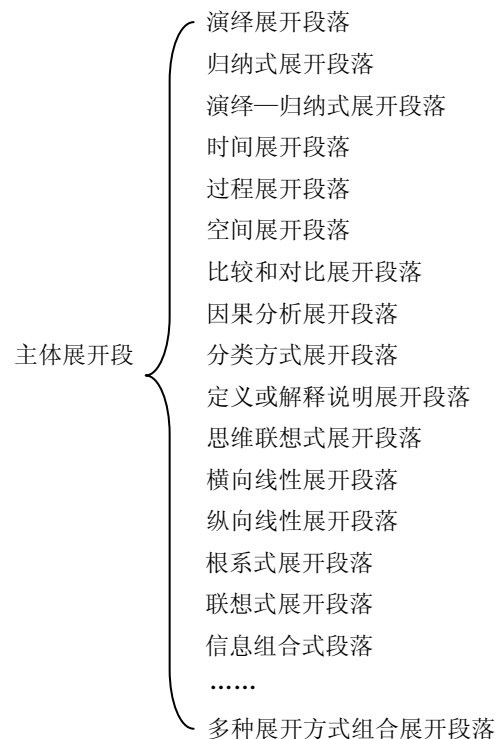 演绎展开段落
归纳式展开段落
演绎—归纳式展开段落
时间展开段落
过程展开段落
空间展开段落
比较和对比展开段落
因果分析展开段落
主体展开段
分类方式展开段落
定义或解释说明展开段落
思维联想式展开段落
横向线性展开段落
纵向线性展开段落
根系式展开段落
联想式展开段落
信息组合式段落
……
多种展开方式组合展开段落